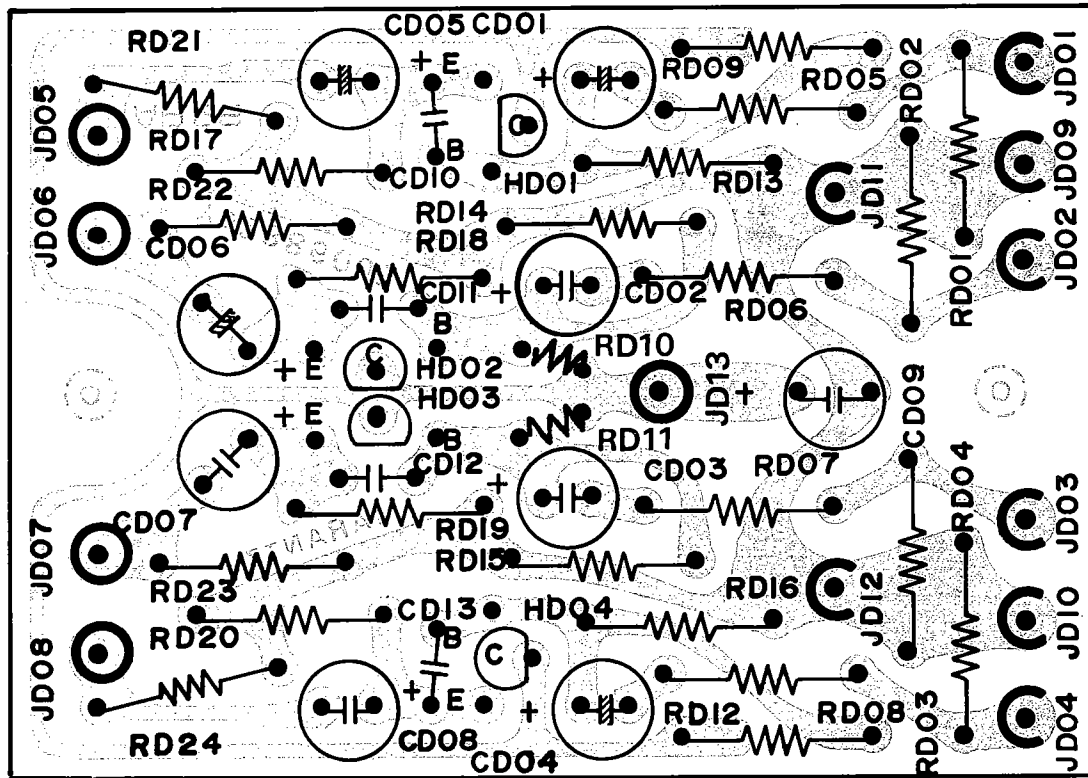 CD05 CD01
RD21
+ E
+
RD09
RD05
RD02
JD01
JD05
RD17
C
B
CD10
HD01
RD13
JD11
JD09
RD22
JD06
RD14
RD18
CD06
CD11
+
CD02
RD06
RD01
JD02
B
C
HD02
+ E
RD10
JD13
+
HD03
+ E
B
RD11
CD09
CD12
+
CD03
RD07
RD04
JD03
CD07
JD07
RD19
RD15
RD23
CD13
HD04
RD16
JD12
JD10
RD20
B
C
JD08
+ E
+
RD12
RD08
RD03
JD04
RD24
CD08
CD04